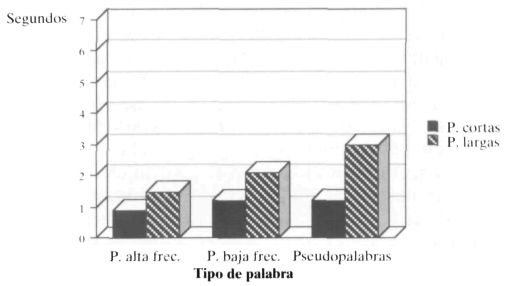 Segundos
7
6
5
4
3
2
1
0
P. cortas
P. largas
P. alta frec.
P. baja frec.
Pseudopalabras
Tipo de palabra